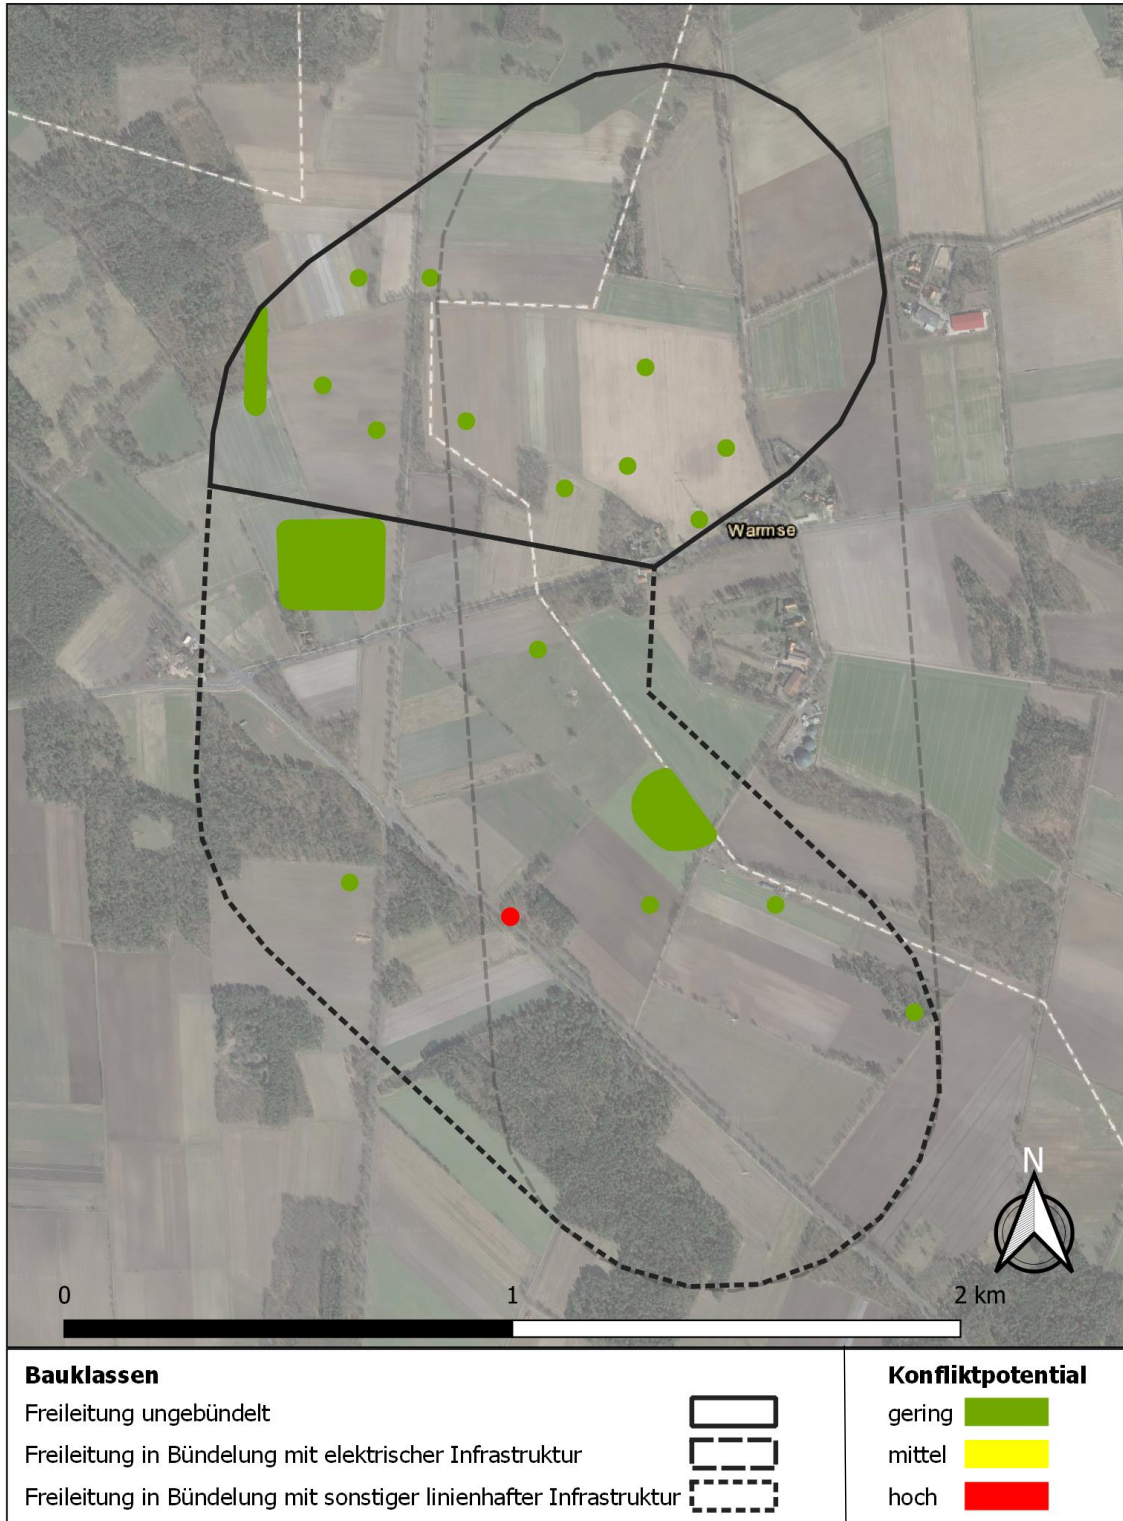 Warmse
N
0 1 2 km
Bauklassen
Freileitung ungebündelt
Freileitung in Bündelung mit elektrischer Infrastruktur
Freileitung in Bündelung mit sonstiger linienhafter Infrastruktur
Konfliktpotential
gering
mittel
hoch